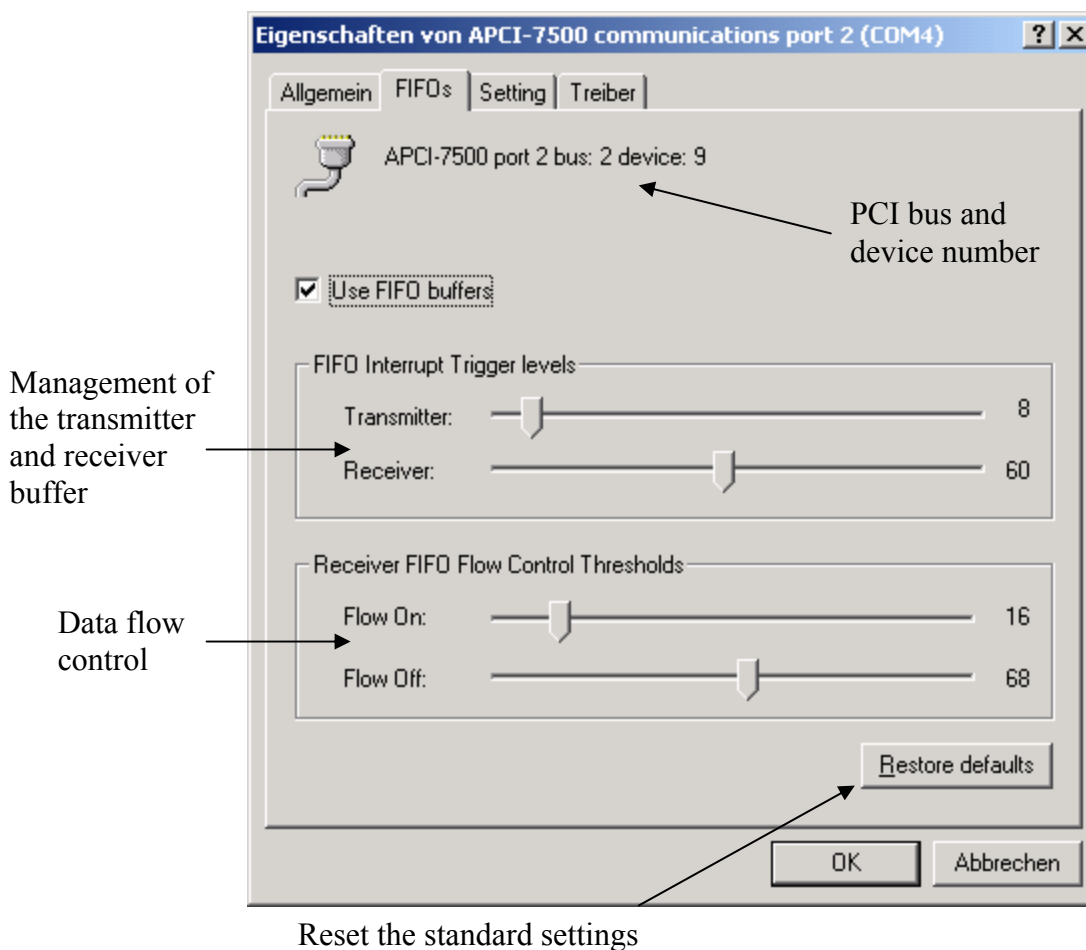 Eigenschaften von APCI-7500 communications port 2 (COM4)
Allgemein FIFOs Setting Treiber
APCI-7500 port 2 bus: 2 device: 9
PCI bus and
device number
Use FIFO buffers
FIFO Interrupt Trigger levels
Management of
the transmitter
and receiver
buffer
Transmitter: 8
Receiver: 60
Receiver FIFO Flow Control Thresholds
Data flow
control
Flow On: 16
Flow Off: 68
Restore defaults
OK Abbrechen
Reset the standard settings